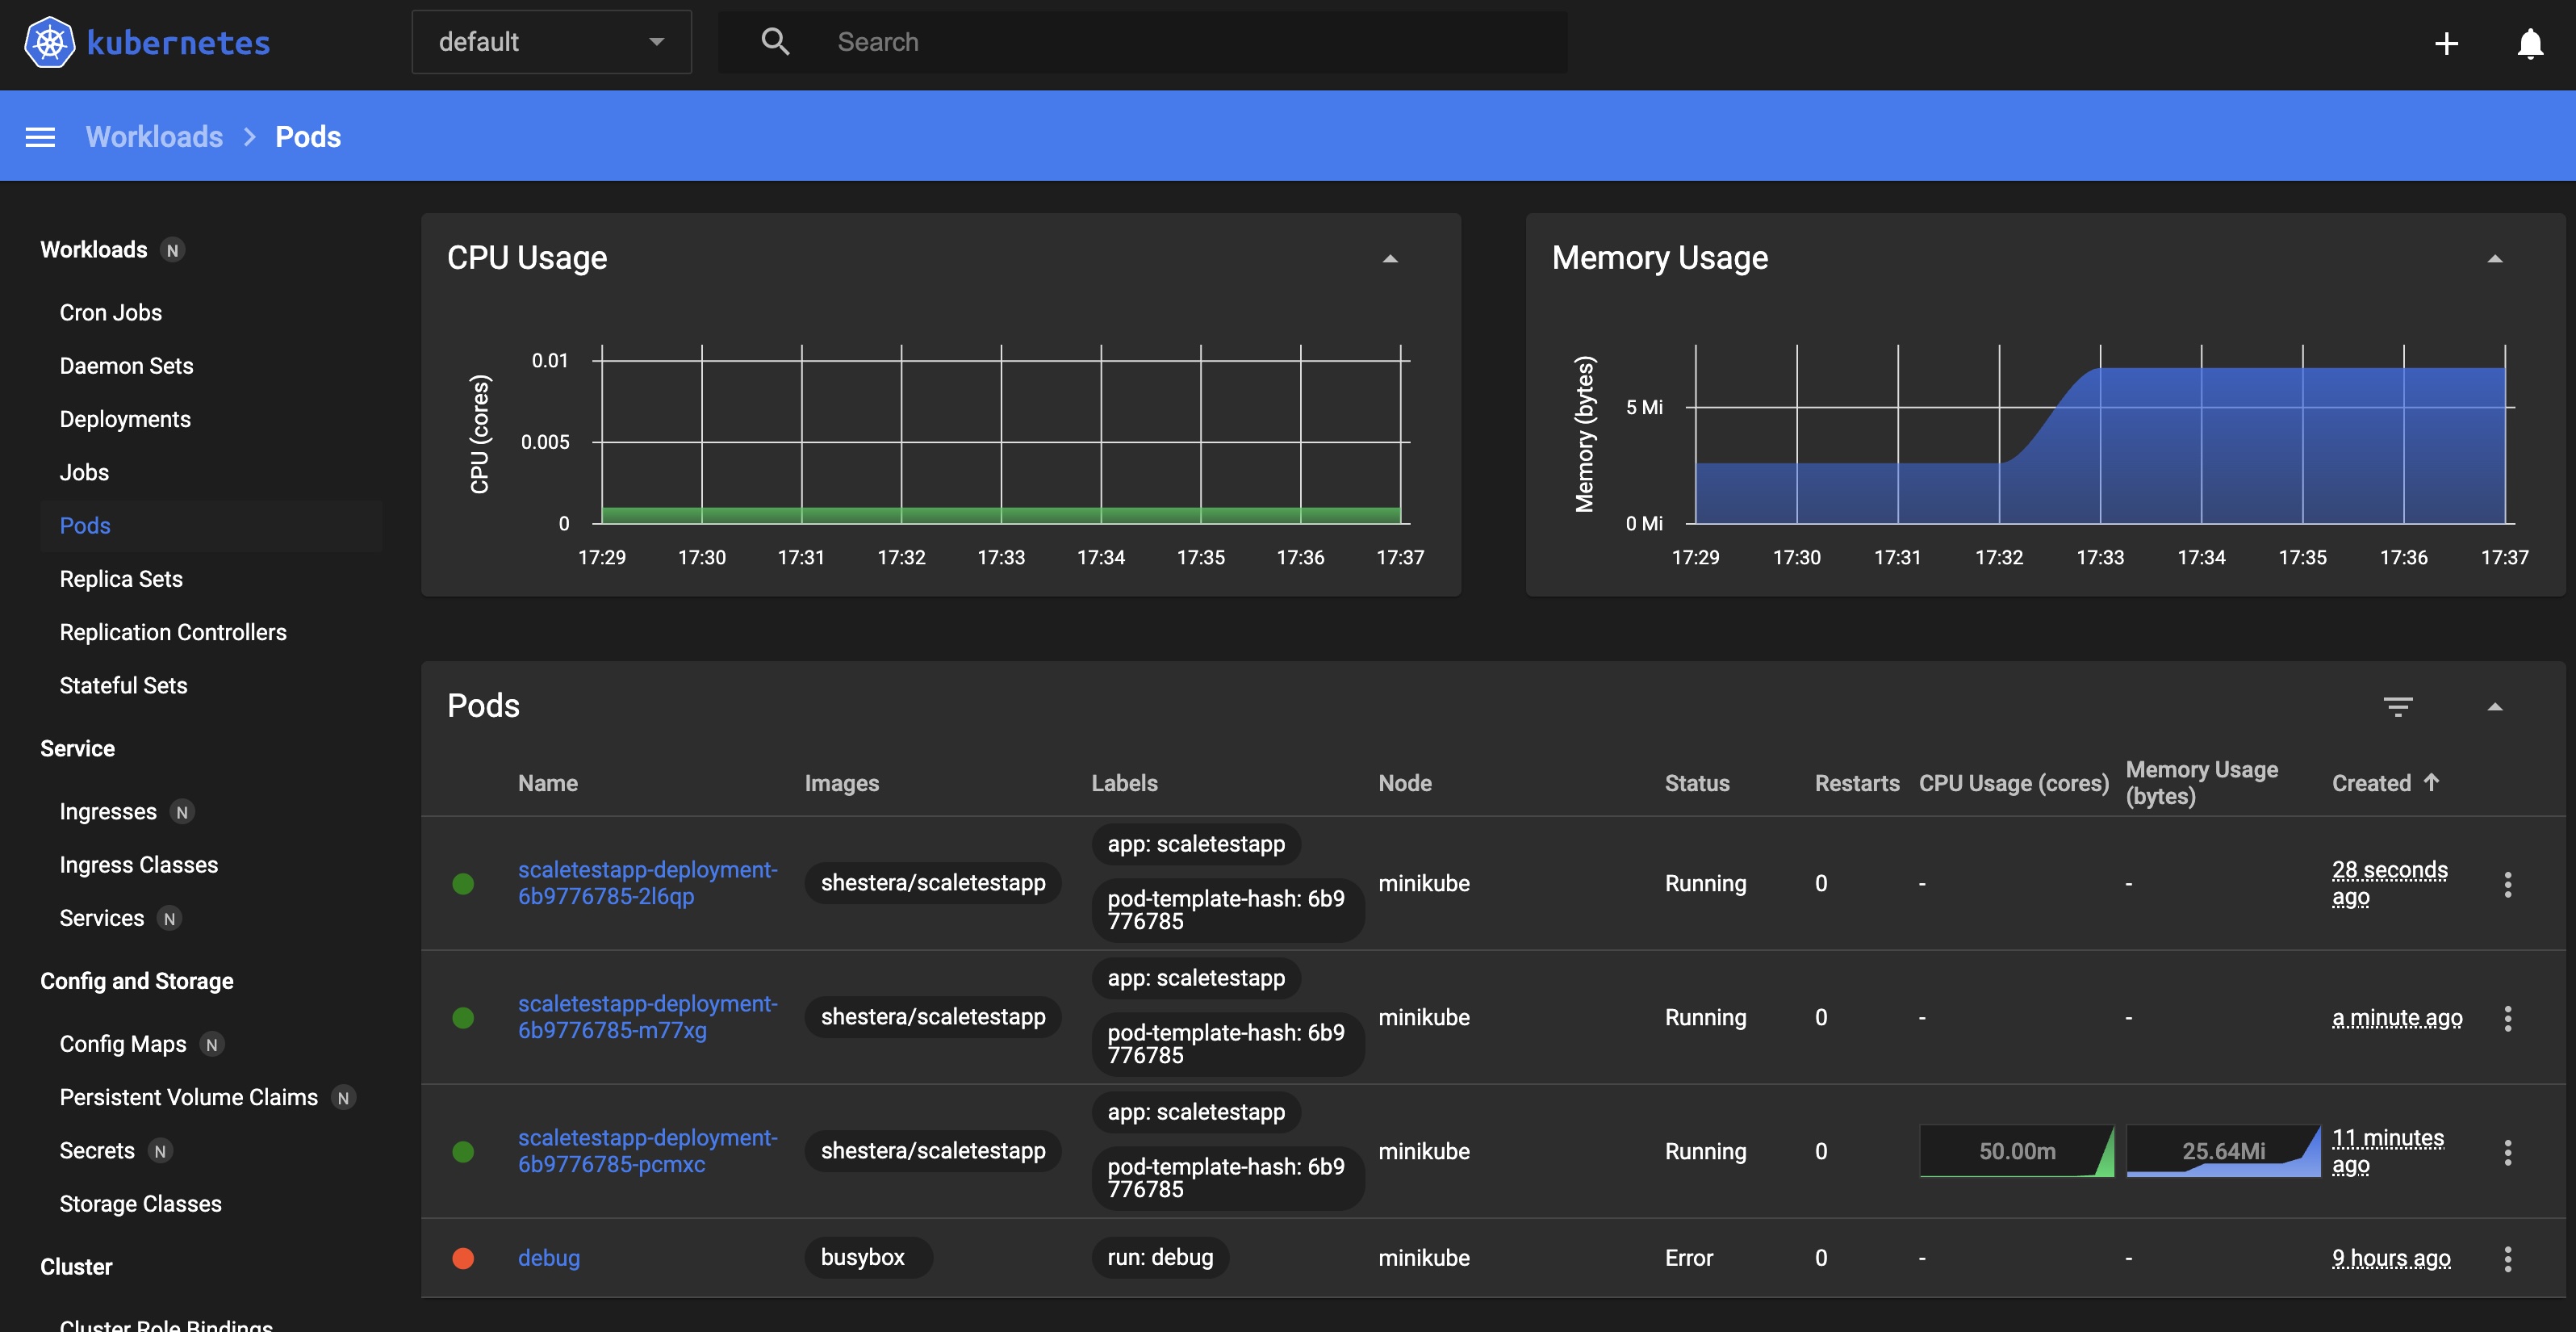 kubernetes
default
Search
Workloads
Pods
Workloads N
Cron Jobs
Daemon Sets
Deployments
Jobs
Pods
Replica Sets
Replication Controllers
Stateful Sets
Service
Ingresses N
Ingress Classes
Services N
Config and Storage
Config Maps N
Persistent Volume Claims N
Secrets N
Storage Classes
Cluster
Cluster Role Bindings
CPU Usage
CPU (cores)
0.01
0.005
0
17:29 17:30 17:31 17:32 17:33 17:34 17:35 17:36 17:37
Memory Usage
Memory (bytes)
5 Mi
0 Mi
17:29 17:30 17:31 17:32 17:33 17:34 17:35 17:36 17:37
Pods
Name Images Labels Node Status Restarts CPU Usage (cores) Memory Usage
(bytes) Created
scaletestapp-deployment-
6b9776785-2l6qp
shestera/scaletestapp
app: scaletestapp
pod-template-hash: 6b9
776785
minikube
Running
0
-
-
28 seconds
ago
scaletestapp-deployment-
6b9776785-m77xg
shestera/scaletestapp
app: scaletestapp
pod-template-hash: 6b9
776785
minikube
Running
0
-
-
a minute ago
scaletestapp-deployment-
6b9776785-pcmxc
shestera/scaletestapp
app: scaletestapp
pod-template-hash: 6b9
776785
minikube
Running
0
50.00m
25.64Mi
11 minutes
ago
debug
busybox
run: debug
minikube
Error
0
-
-
9 hours ago